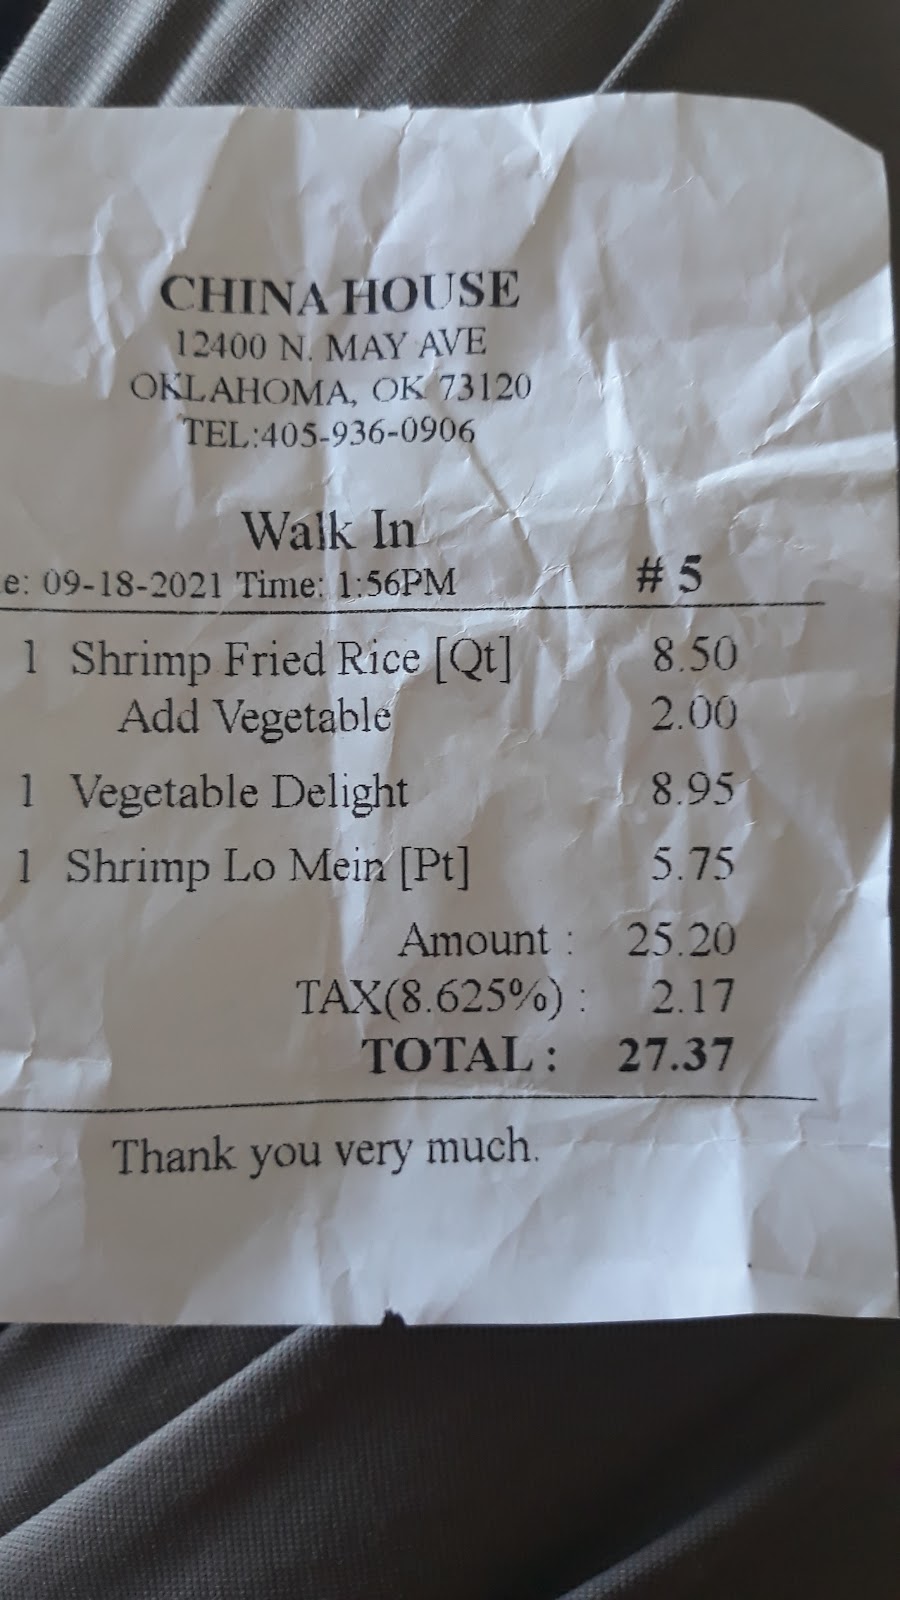 CHINA HOUSE
12400 N. MAY AVE
OKLAHOMA, OK 73120
TEL:405-936-0906
Walk In
e: 09-18-2021 Time: 1:56PM # 5
1 Shrimp Fried Rice [Qt] 8.50
Add Vegetable 2.00
1 Vegetable Delight 8.95
1 Shrimp Lo Mein [Pt] 5.75
Amount : 25.20
TAX(8.625%) : 2.17
TOTAL : 27.37
Thank you very much.